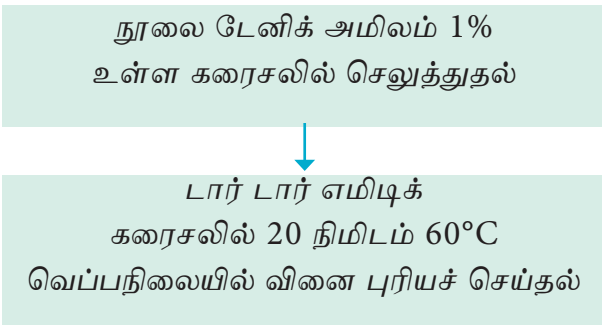 நூலை டேனிக் அமிலம் 1%
உள்ள கரைசலில் செலுத்துதல்
டார் டார் எமிடிக்
கரைசலில் 20 நிமிடம் 60°C
வெப்பநிலையில் வினை புரியச் செய்தல்